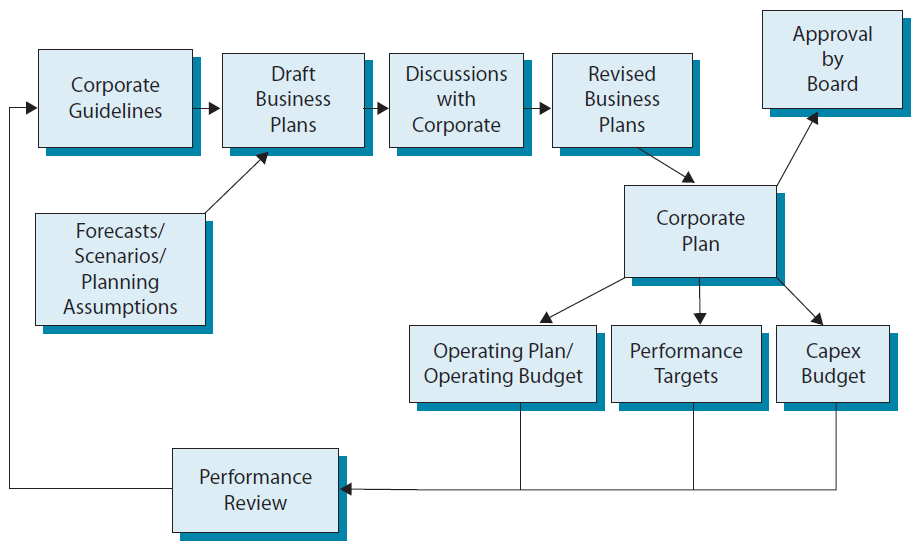 Corporate
Guidelines
Draft
Business
Plans
Discussions
with
Corporate
Revised
Business
Plans
Approval
by
Board
Forecasts/
Scenarios/
Planning
Assumptions
Corporate
Plan
Operating Plan/
Operating Budget
Performance
Targets
Capex
Budget
Performance
Review